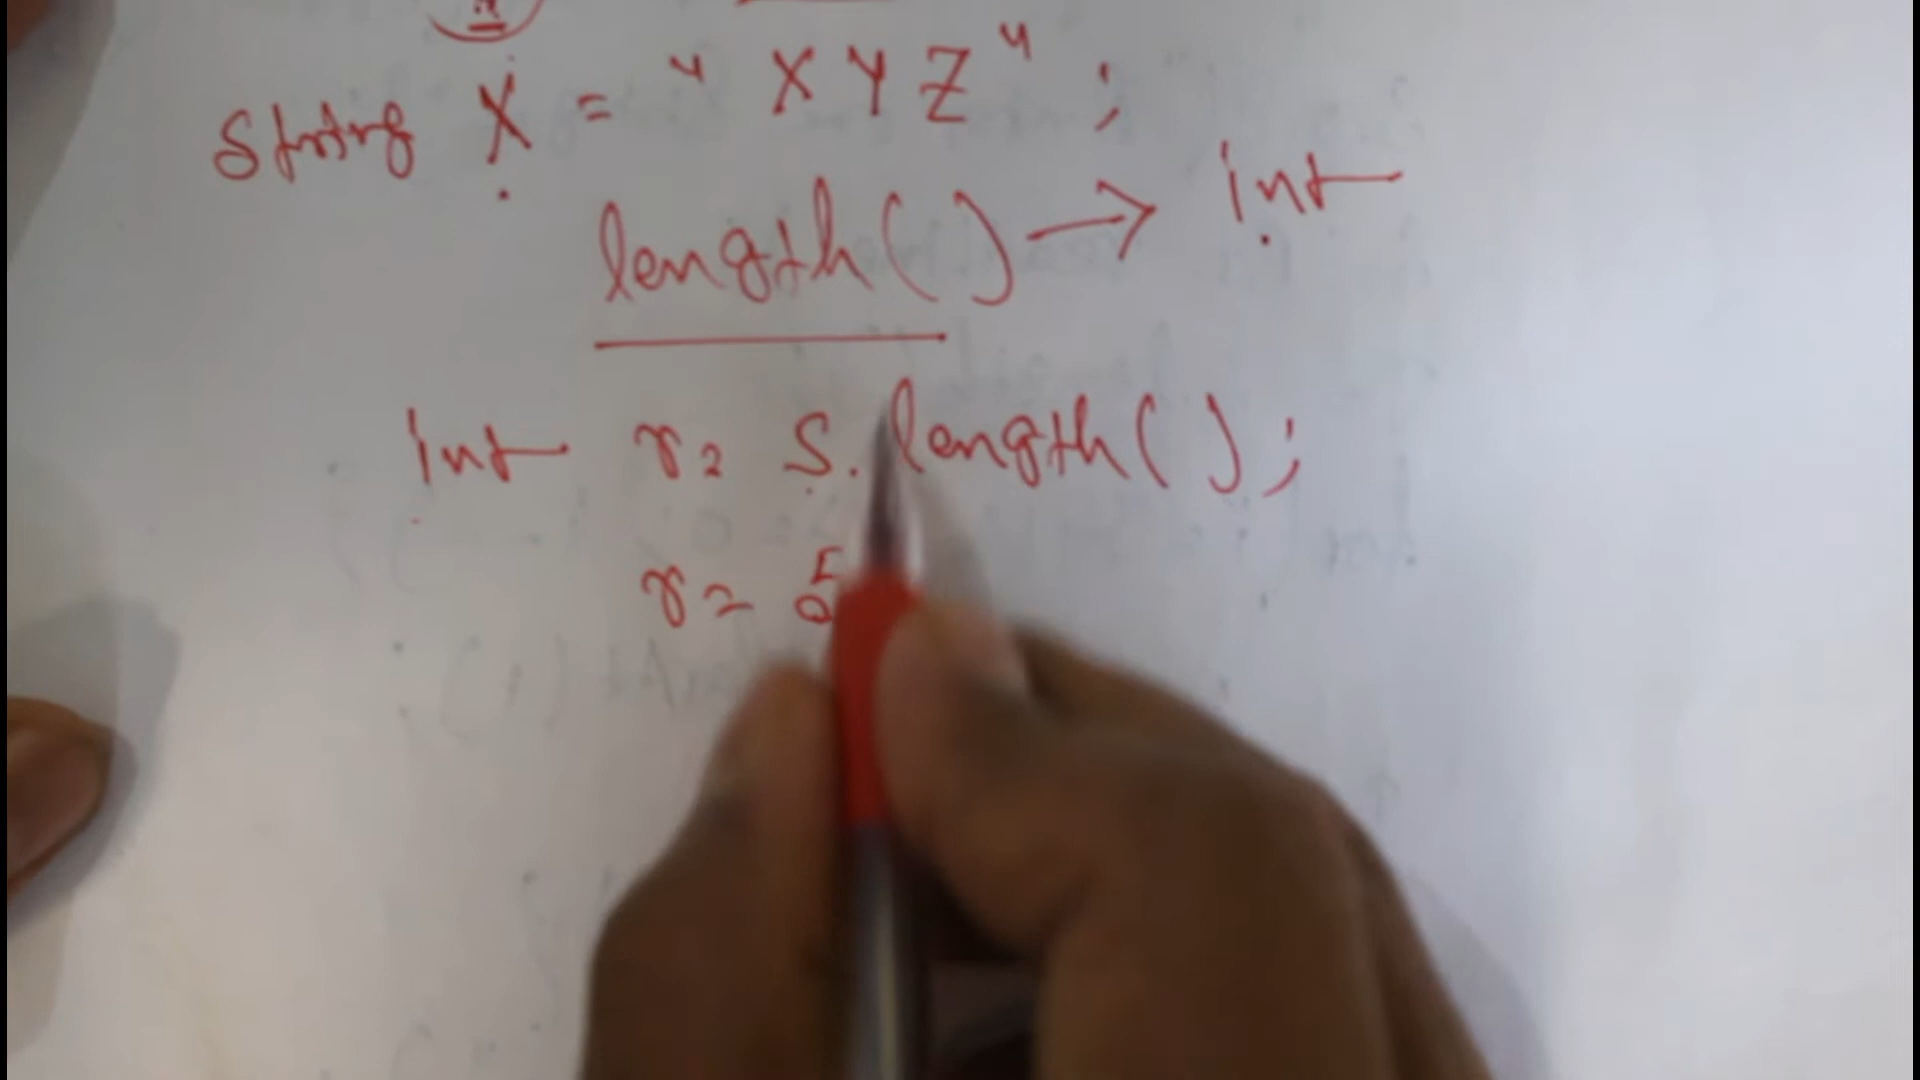 String X = "XYZ";
length() → int
int r = s.length();
r = 5